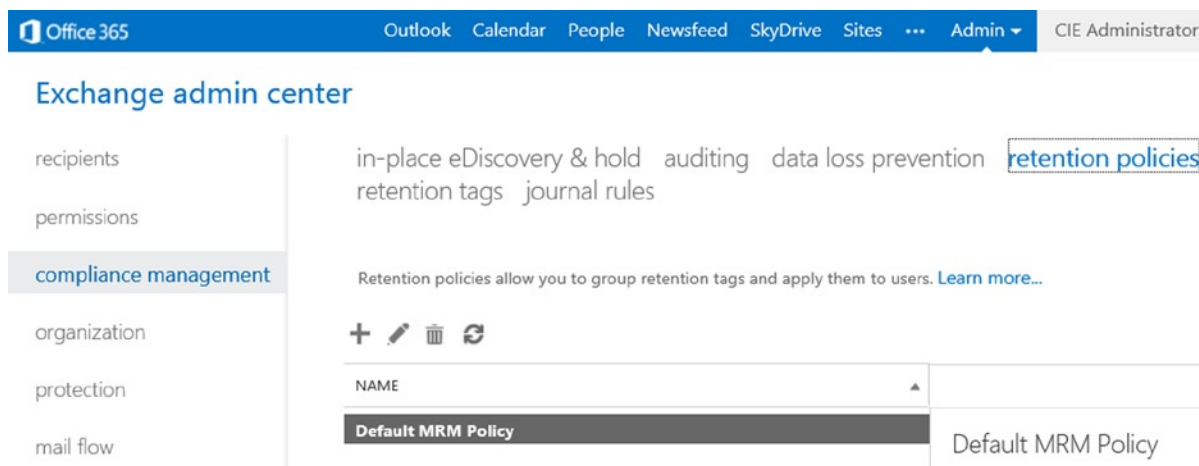 Office 365 Outlook Calendar People Newsfeed SkyDrive Sites ••• Admin CIE Administrator
Exchange admin center
recipients
permissions
compliance management
organization
protection
mail flow
in-place eDiscovery & hold auditing data loss prevention retention policies
retention tags journal rules
Retention policies allow you to group retention tags and apply them to users. Learn more...
NAME
Default MRM Policy
Default MRM Policy